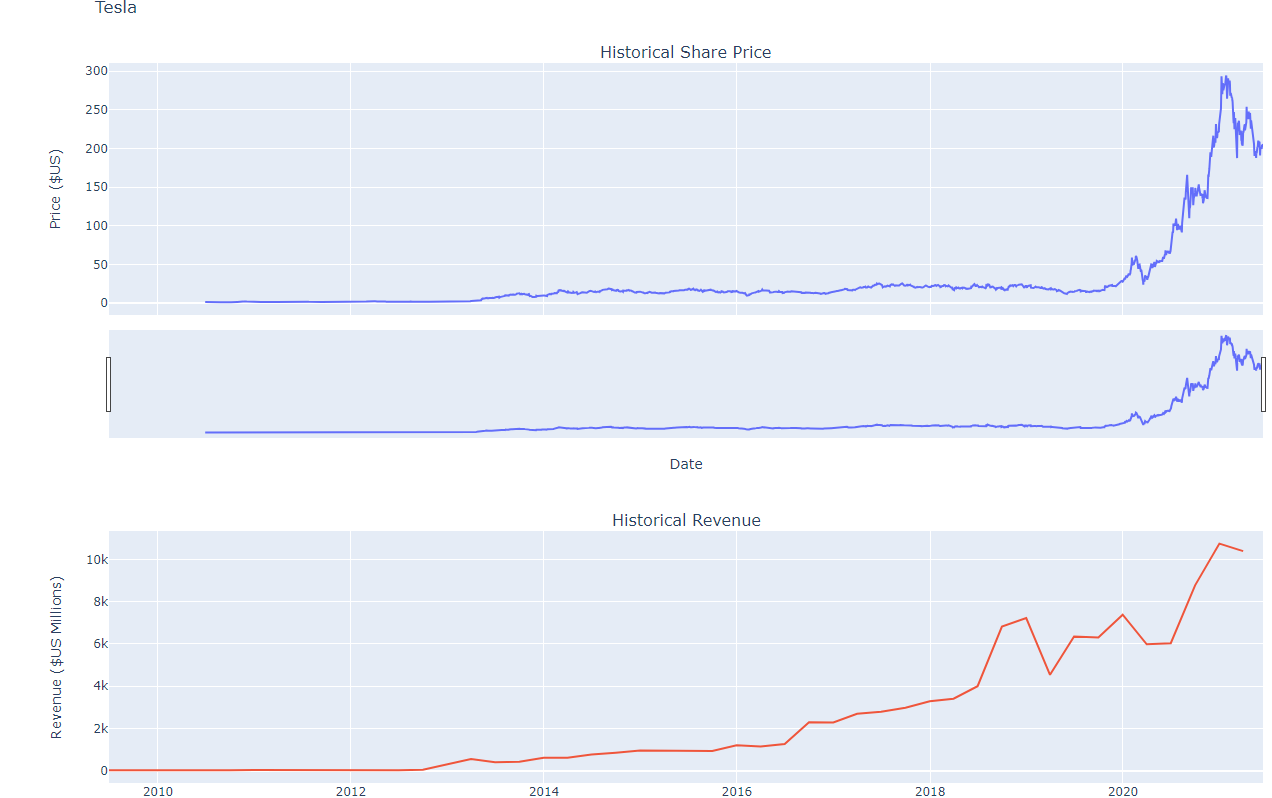 Tesla
Historical Share Price
300
250
200
150
100
50
0
Price ($US)
Date
Historical Revenue
10k
8k
6k
4k
2k
0
Revenue ($US Millions)
2010 2012 2014 2016 2018 2020